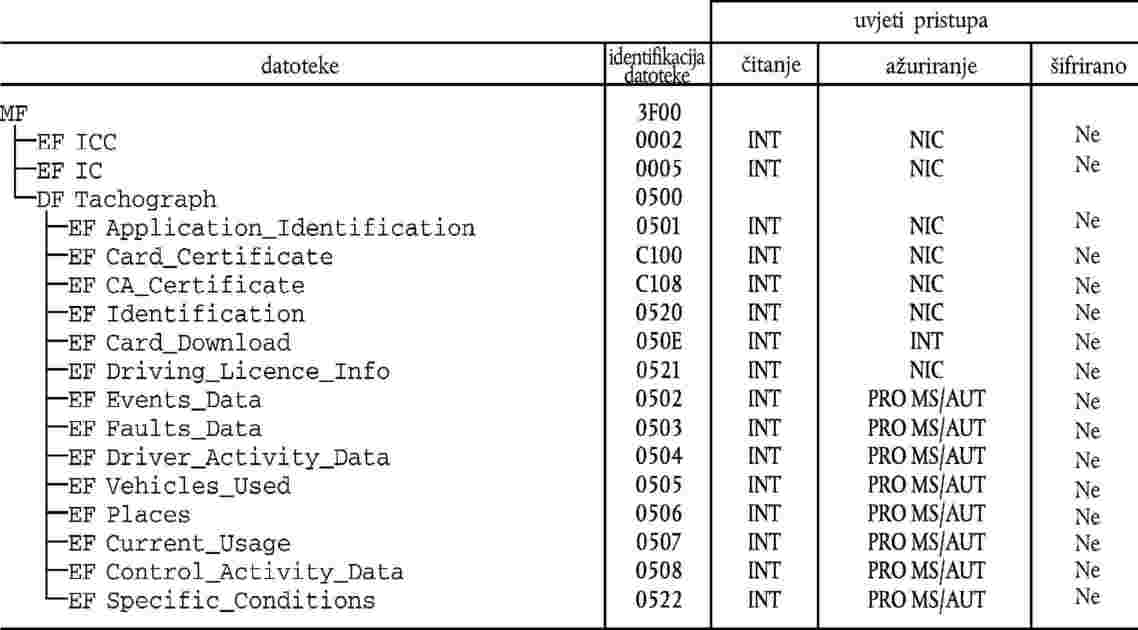 uvjeti pristupa
datoteke identifikacija datoteke čitanje ažuriranje šifrirano
MF 3F00
EF ICC 0002 INT NIC Ne
EF IC 0005 INT NIC Ne
DF Tachograph 0500
EF Application_Identification 0501 INT NIC Ne
EF Card_Certificate C100 INT NIC Ne
EF CA_Certificate C108 INT NIC Ne
EF Identification 0520 INT NIC Ne
EF Card_Download 050E INT INT Ne
EF Driving_Licence_Info 0521 INT NIC Ne
EF Events_Data 0502 INT PRO MS/AUT Ne
EF Faults_Data 0503 INT PRO MS/AUT Ne
EF Driver_Activity_Data 0504 INT PRO MS/AUT Ne
EF Vehicles_Used 0505 INT PRO MS/AUT Ne
EF Places 0506 INT PRO MS/AUT Ne
EF Current_Usage 0507 INT PRO MS/AUT Ne
EF Control_Activity_Data 0508 INT PRO MS/AUT Ne
EF Specific_Conditions 0522 INT PRO MS/AUT Ne